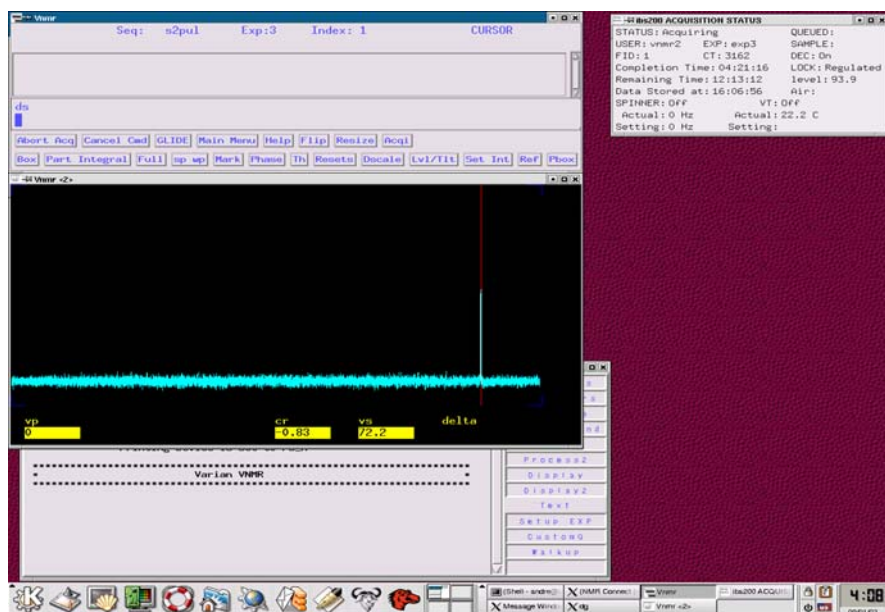 Vnmr
Seq: s2pul Exp:3 Index: 1 CURSOR
ds
Abort Acq Cancel Cmd GLIDE Main Menu Help Flip Resize Acqi
Box Part Integral Full sp wp Mark Phase Th Resets Dscale Lvl/Tlt Set Int Ref Pbox
Vnmr <2>
vp cr vs delta
0 -0.83 72.2
ibs200 ACQUISITION STATUS
STATUS: Acquiring QUEUED:
USER: vnmr2 EXP: exp3 SAMPLE:
FID: 1 CT: 3162 DEC: On
Completion Time: 04:21:16 LOCK: Regulated
Remaining Time: 12:13:12 level: 93.9
Data Stored at: 16:06:56 Air:
SPINNER: Off VT: Off
Actual: 0 Hz Actual: 22.2 C
Setting: 0 Hz Setting:
Varian VNMR
Process2
Display
Display2
Text
Setup EXP
CustomQ
Walkup
(Shell - (NMR Connect Vnmr ibs200 ACQUIS
Message Wind dg Vnmr <2>
4:08